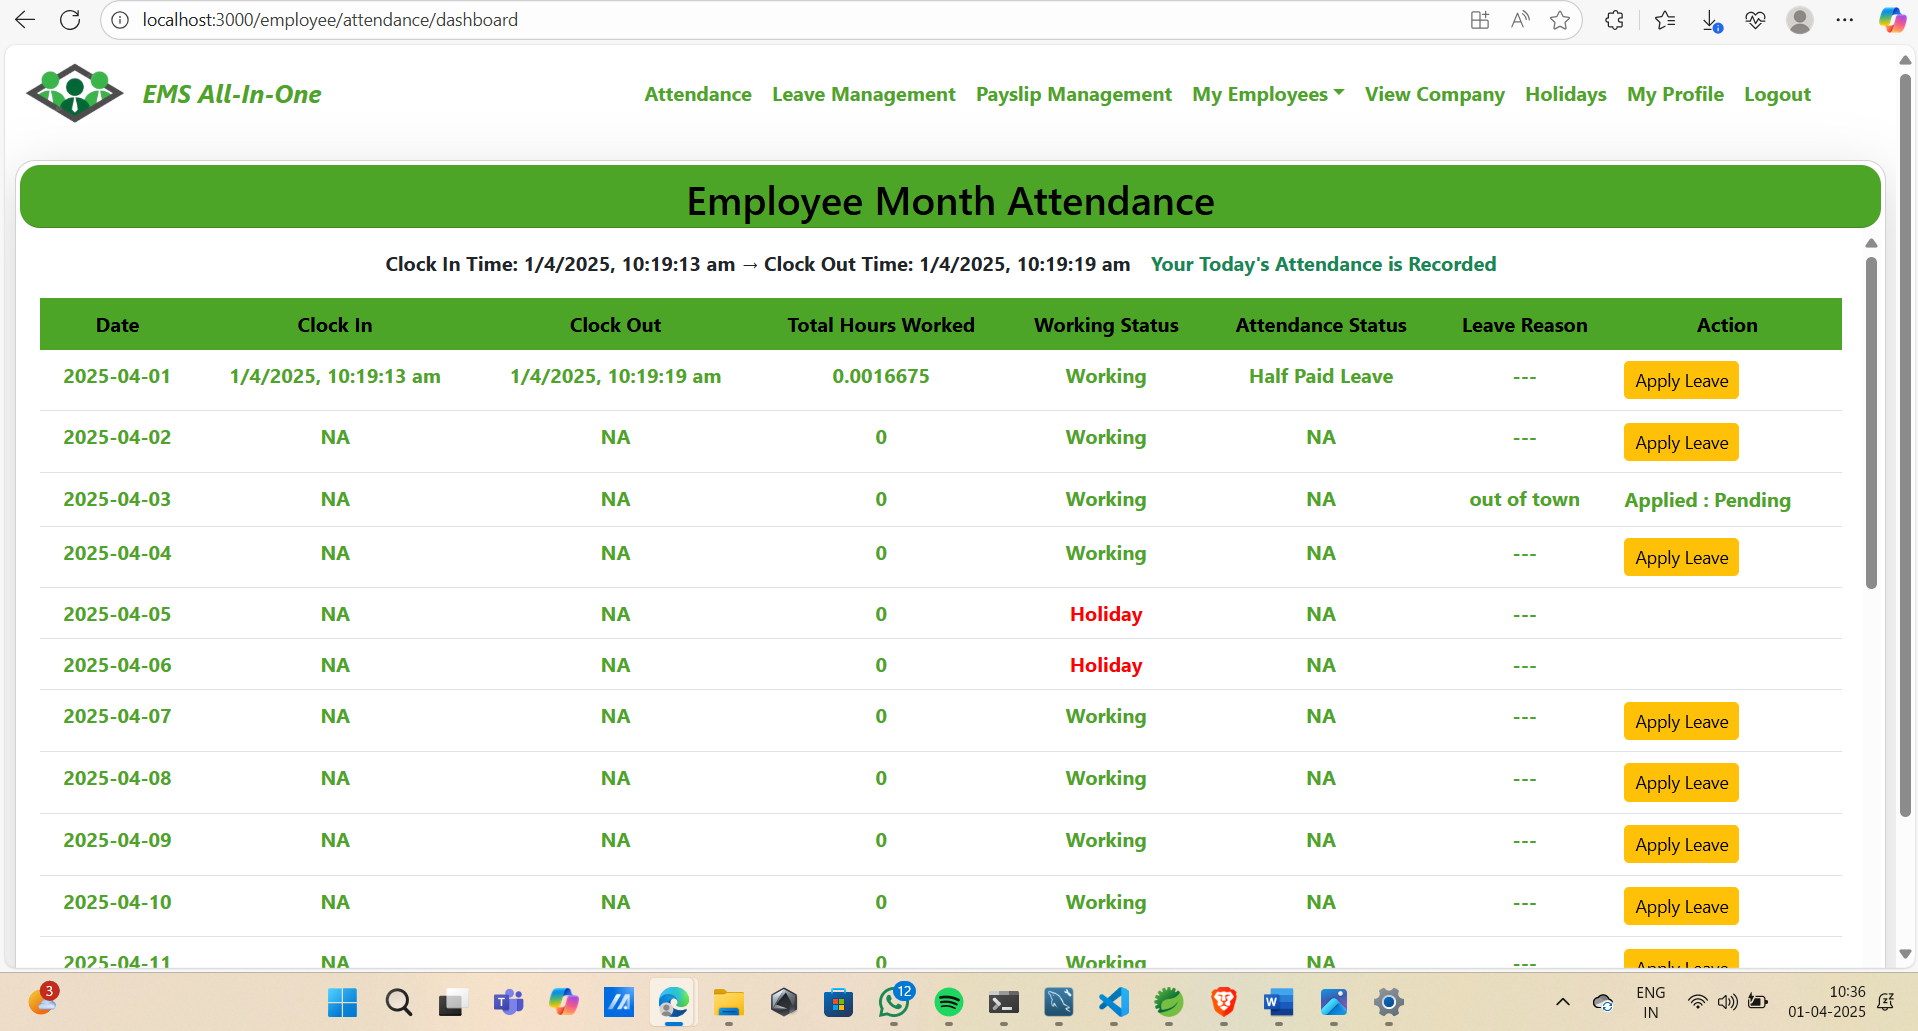 localhost:3000/employee/attendance/dashboard
EMS All-In-One
Attendance Leave Management Payslip Management My Employees View Company Holidays My Profile Logout
Employee Month Attendance
Clock In Time: 1/4/2025, 10:19:13 am → Clock Out Time: 1/4/2025, 10:19:19 am Your Today's Attendance is Recorded
Date Clock In Clock Out Total Hours Worked Working Status Attendance Status Leave Reason Action
2025-04-01 1/4/2025, 10:19:13 am 1/4/2025, 10:19:19 am 0.0016675 Working Half Paid Leave --- Apply Leave
2025-04-02 NA NA 0 Working NA --- Apply Leave
2025-04-03 NA NA 0 Working NA out of town Applied : Pending
2025-04-04 NA NA 0 Working NA --- Apply Leave
2025-04-05 NA NA 0 Holiday NA ---
2025-04-06 NA NA 0 Holiday NA ---
2025-04-07 NA NA 0 Working NA --- Apply Leave
2025-04-08 NA NA 0 Working NA --- Apply Leave
2025-04-09 NA NA 0 Working NA --- Apply Leave
2025-04-10 NA NA 0 Working NA --- Apply Leave
2025-04-11 NA NA 0 Working NA --- Apply Leave
3
12
ENG
IN
10:36
01-04-2025